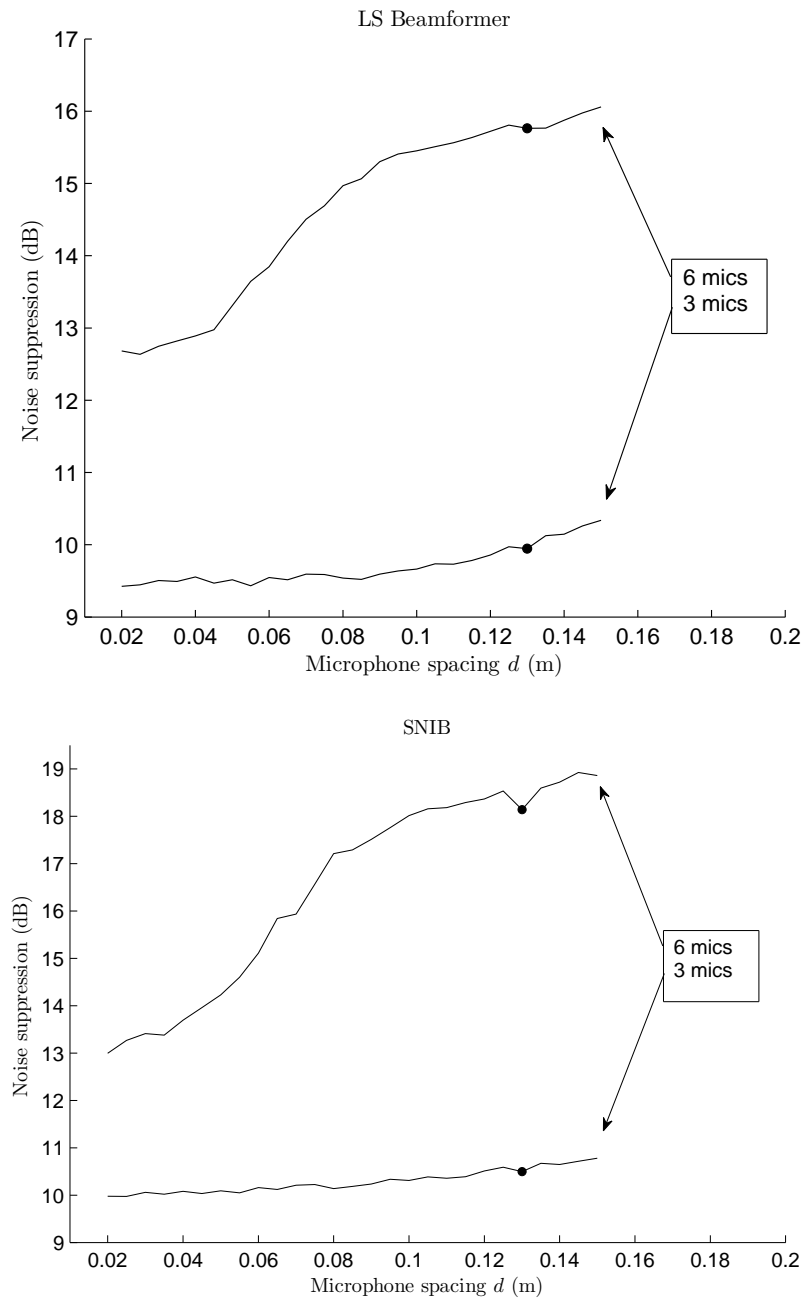 LS Beamformer
17
16
15
14
13
12
11
10
9
Noise suppression (dB)
6 mics
3 mics
0.02 0.04 0.06 0.08 0.1 0.12 0.14 0.16 0.18 0.2
Microphone spacing d (m)
SNIB
19
18
17
16
15
14
13
12
11
10
9
Noise suppression (dB)
6 mics
3 mics
0.02 0.04 0.06 0.08 0.1 0.12 0.14 0.16 0.18 0.2
Microphone spacing d (m)